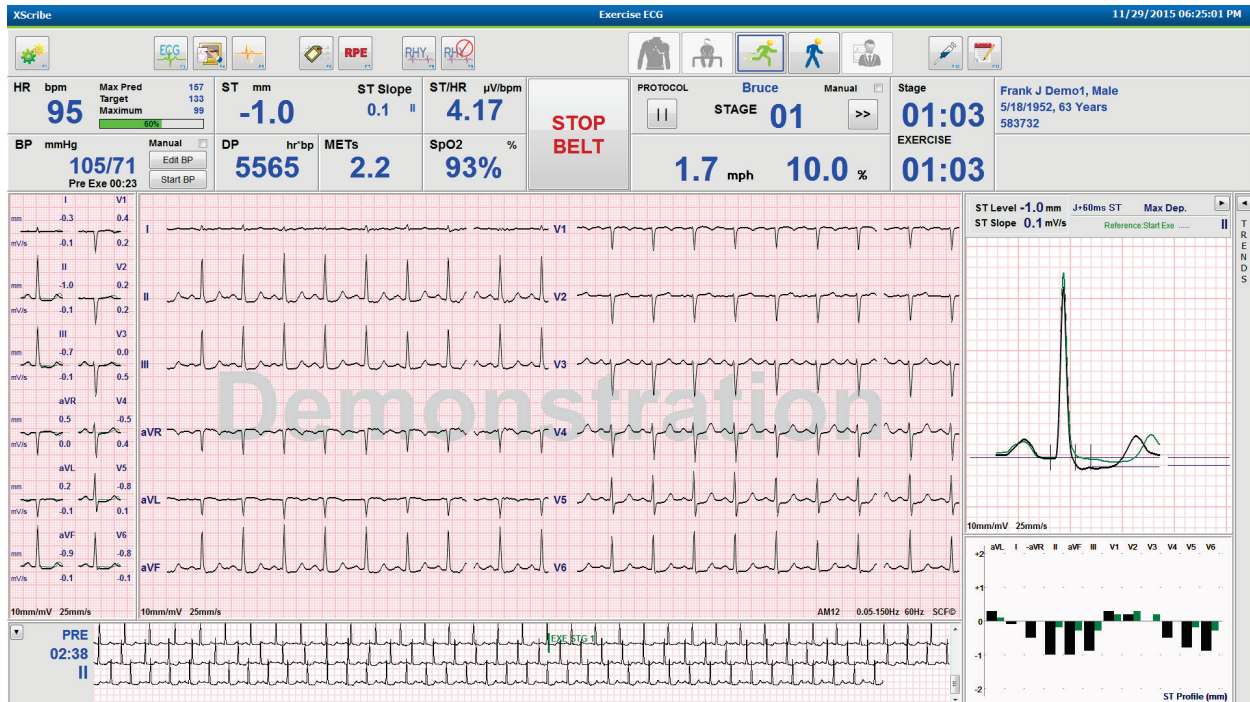 XScribe Exercise ECG 11/29/2015 06:25:01 PM
ECG RPE RHY RHY
HR bpm Max Pred 157
95 Target 133
Maximum 99
60%
ST mm ST Slope
-1.0 0.1 II
ST/HR µV/bpm
4.17
STOP
BELT
PROTOCOL Bruce Manual
STAGE 01 >>
1.7 mph 10.0 %
Stage
01:03
EXERCISE
01:03
Frank J Demo1, Male
5/18/1952, 63 Years
583732
BP mmHg Manual
105/71 Edit BP
Pre Exe 00:23 Start BP
DP hr*bp
5565
METs
2.2
SpO2 %
93%
I V1
mm -0.3 0.4
mV/s -0.1 0.2
II V2
mm -1.0 0.2
mV/s -0.1 0.2
III V3
mm -0.7 0.0
mV/s -0.1 0.5
aVR V4
mm 0.5 -0.5
mV/s 0.0 0.4
aVL V5
mm 0.2 -0.8
mV/s -0.1 0.1
aVF V6
mm -0.9 -0.8
mV/s -0.1 -0.1
10mm/mV 25mm/s
I V1
II V2
III V3
Demonstration
aVR V4
aVL V5
aVF V6
10mm/mV 25mm/s AM12 0.05-150Hz 60Hz SCF©
ST Level -1.0 mm J+60ms ST Max Dep.
ST Slope 0.1 mV/s Reference:Start Exe ...... II
TRENDS
10mm/mV 25mm/s
aVL I -aVR II aVF III V1 V2 V3 V4 V5 V6
+2
+1
0
-1
-2
ST Profile (mm)
PRE
02:38
II
EXE STG 1